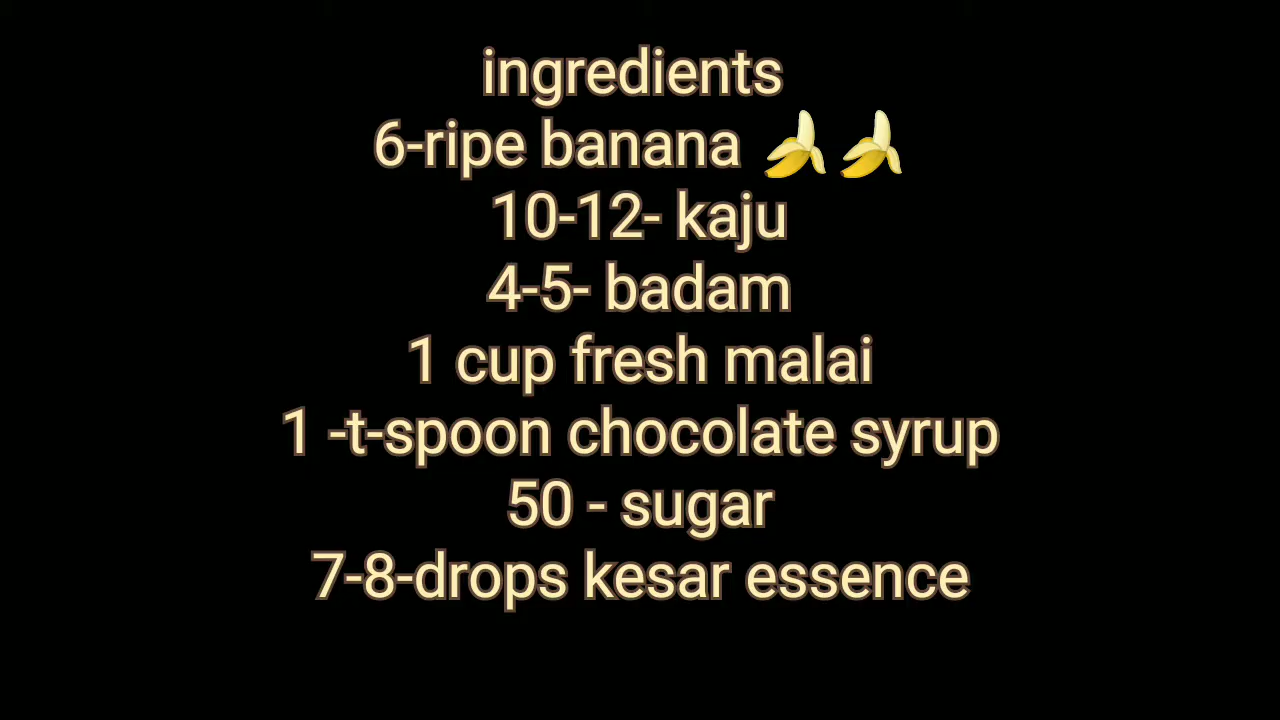 ingredients
6-ripe banana 🍌🍌
10-12- kaju
4-5- badam
1 cup fresh malai
1 -t-spoon chocolate syrup
50 - sugar
7-8-drops kesar essence